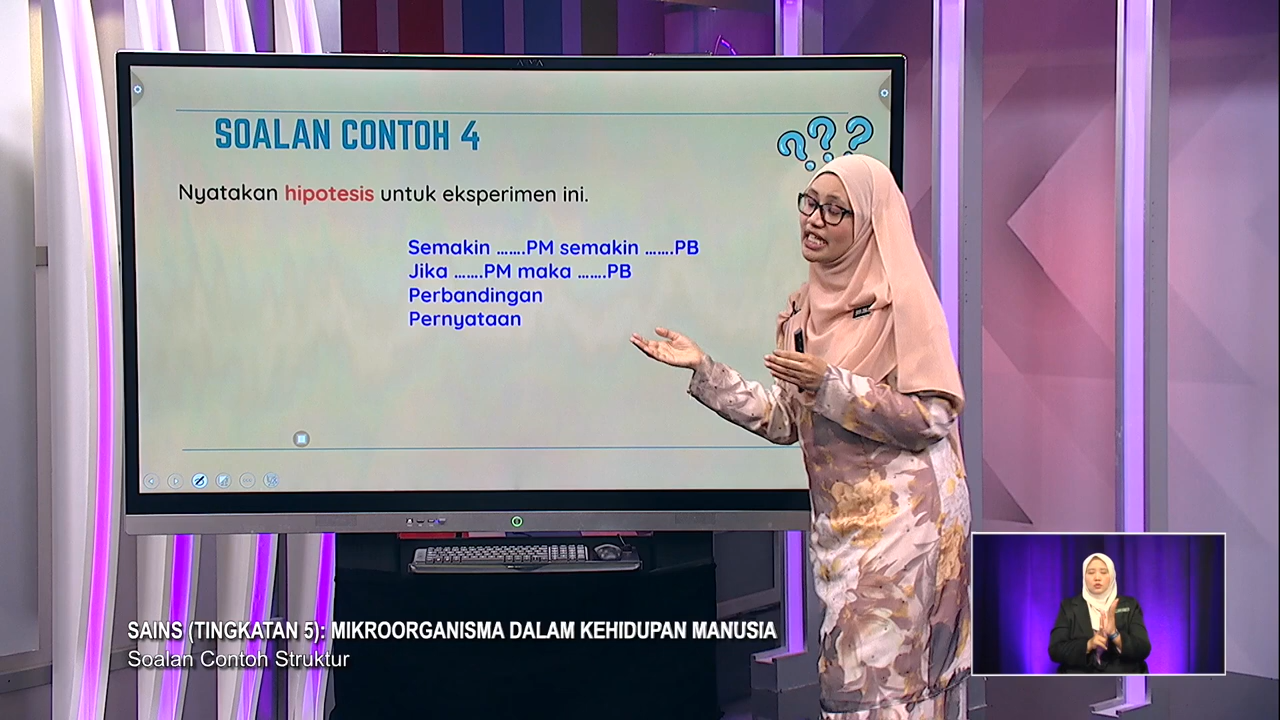 SOALAN CONTOH 4
Nyatakan hipotesis untuk eksperimen ini.
Semakin .......PM semakin .......PB
Jika .......PM maka .......PB
Perbandingan
Pernyataan
SAINS (TINGKATAN 5): MIKROORGANISMA DALAM KEHIDUPAN MANUSIA
Soalan Contoh Struktur